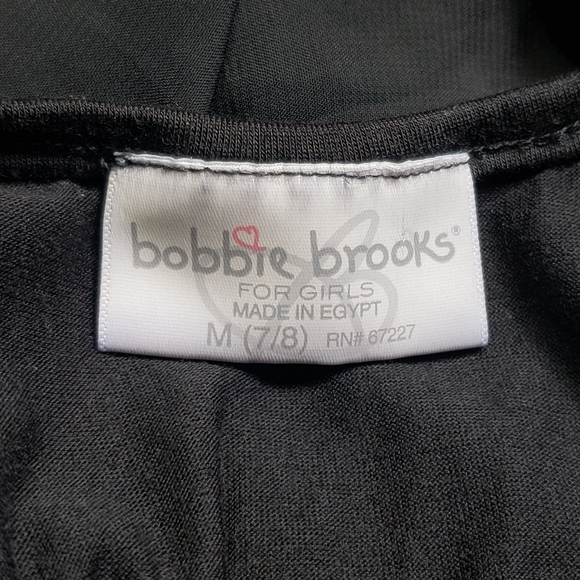 bobbie brooks®
FOR GIRLS
MADE IN EGYPT
M (7/8) RN# 67227